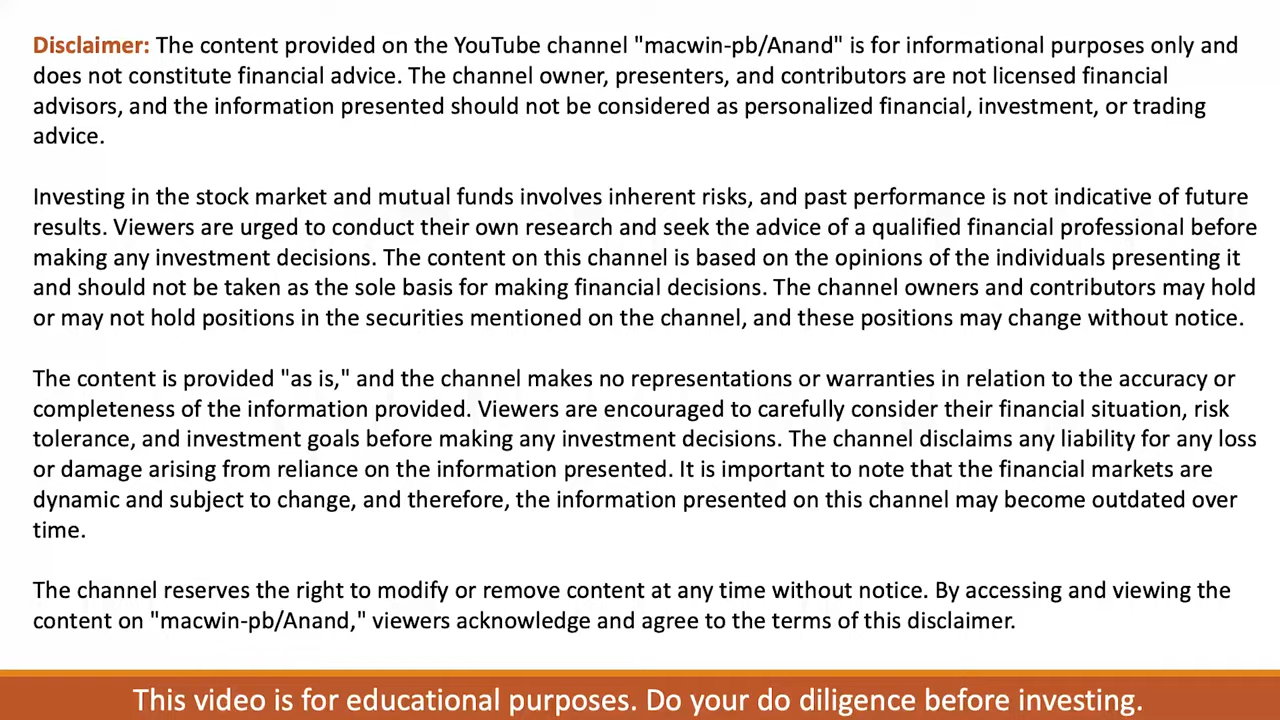 Disclaimer: The content provided on the YouTube channel "macwin-pb/Anand" is for informational purposes only and
does not constitute financial advice. The channel owner, presenters, and contributors are not licensed financial
advisors, and the information presented should not be considered as personalized financial, investment, or trading
advice.
Investing in the stock market and mutual funds involves inherent risks, and past performance is not indicative of future
results. Viewers are urged to conduct their own research and seek the advice of a qualified financial professional before
making any investment decisions. The content on this channel is based on the opinions of the individuals presenting it
and should not be taken as the sole basis for making financial decisions. The channel owners and contributors may hold
or may not hold positions in the securities mentioned on the channel, and these positions may change without notice.
The content is provided "as is," and the channel makes no representations or warranties in relation to the accuracy or
completeness of the information provided. Viewers are encouraged to carefully consider their financial situation, risk
tolerance, and investment goals before making any investment decisions. The channel disclaims any liability for any loss
or damage arising from reliance on the information presented. It is important to note that the financial markets are
dynamic and subject to change, and therefore, the information presented on this channel may become outdated over
time.
The channel reserves the right to modify or remove content at any time without notice. By accessing and viewing the
content on "macwin-pb/Anand," viewers acknowledge and agree to the terms of this disclaimer.
This video is for educational purposes. Do your do diligence before investing.